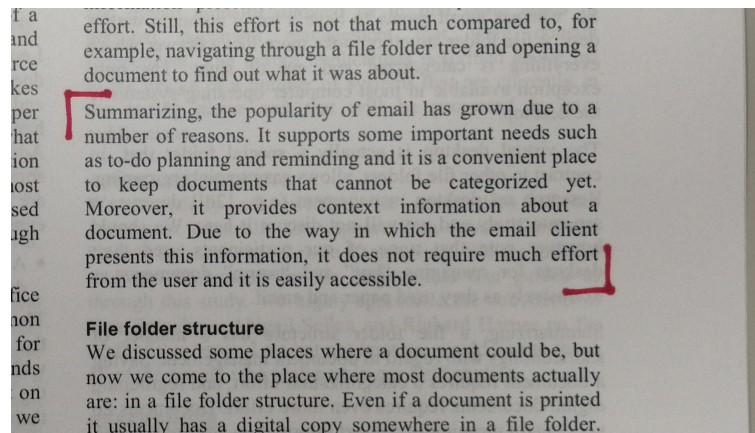 effort. Still, this effort is not that much compared to, for
example, navigating through a file folder tree and opening a
document to find out what it was about.
Summarizing, the popularity of email has grown due to a
number of reasons. It supports some important needs such
as to-do planning and reminding and it is a convenient place
to keep documents that cannot be categorized yet.
Moreover, it provides context information about a
document. Due to the way in which the email client
presents this information, it does not require much effort
from the user and it is easily accessible.
File folder structure
We discussed some places where a document could be, but
now we come to the place where most documents actually
are: in a file folder structure. Even if a document is printed
it usually has a digital copy somewhere in a file folder.